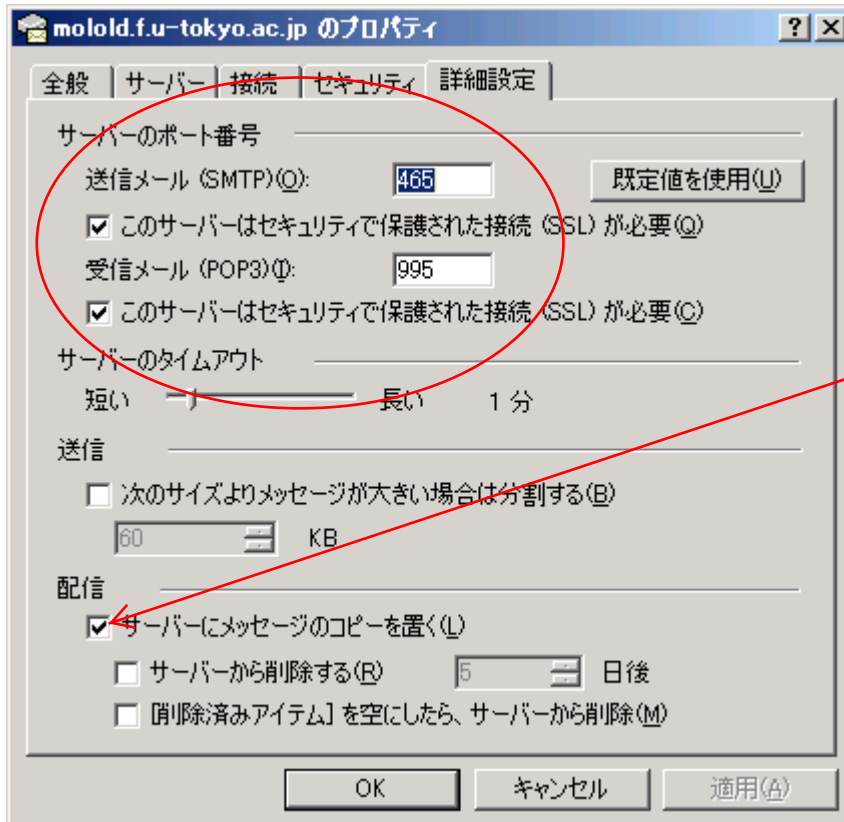 molold.f.u-tokyo.ac.jp のプロパティ
全般 サーバー 接続 セキュリティ 詳細設定
サーバーのポート番号
送信メール (SMTP)(O): 465 既定値を使用(U)
このサーバーはセキュリティで保護された接続 (SSL) が必要(Q)
受信メール (POP3)(I): 995
このサーバーはセキュリティで保護された接続 (SSL) が必要(C)
サーバーのタイムアウト
短い 長い 1 分
送信
次のサイズよりメッセージが大きい場合は分割する(B)
60 KB
配信
サーバーにメッセージのコピーを置く(L)
サーバーから削除する(R) 5 日後
[削除済みアイテム] を空にしたら、サーバーから削除(M)
OK キャンセル 適用(A)